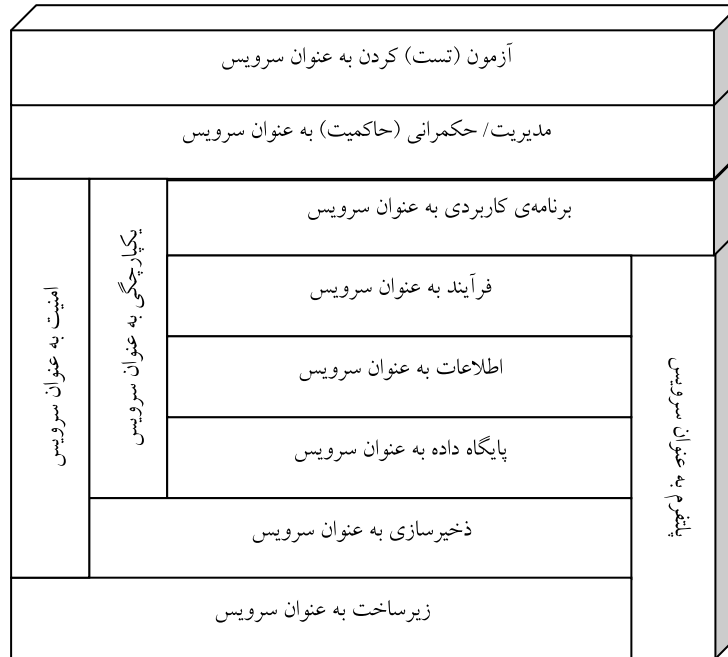 آزمون (تست) کردن به عنوان سرویس
مدیریت/ حکمرانی (حاکمیت) به عنوان سرویس
برنامه‌ی کاربردی به عنوان سرویس
فرآیند به عنوان سرویس
اطلاعات به عنوان سرویس
پایگاه داده به عنوان سرویس
ذخیرسازی به عنوان سرویس
زیرساخت به عنوان سرویس
پلتفرم به عنوان سرویس
یکپارچگی به عنوان سرویس
امنیت به عنوان سرویس